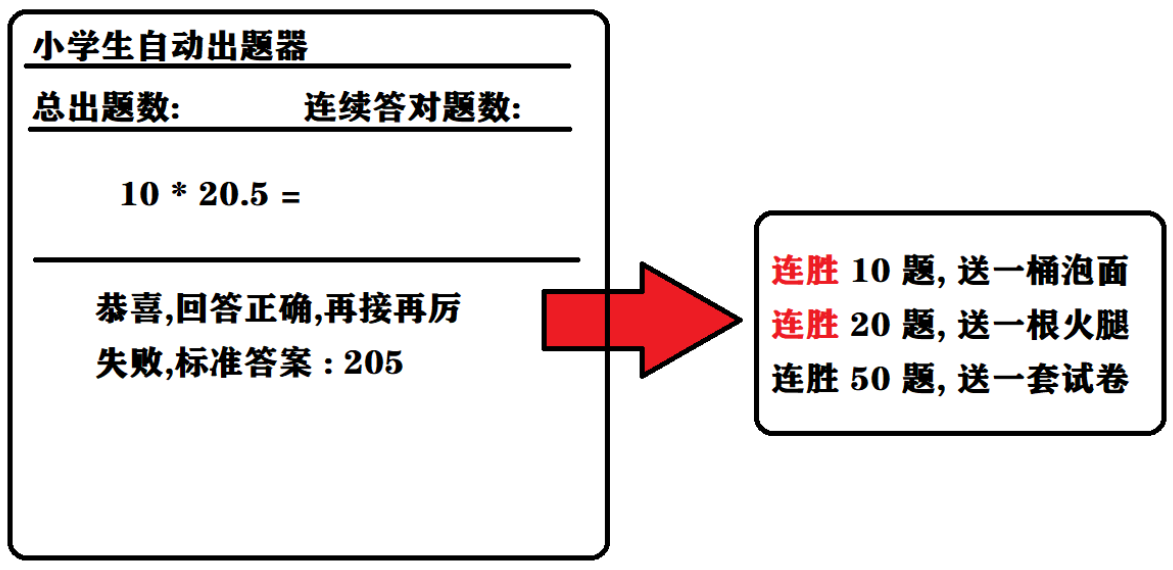 小学生自动出题器
总出题数: 连续答对题数:
10 * 20.5 =
恭喜,回答正确,再接再厉
失败,标准答案 : 205
连胜 10 题, 送一桶泡面
连胜 20 题, 送一根火腿
连胜 50 题, 送一套试卷